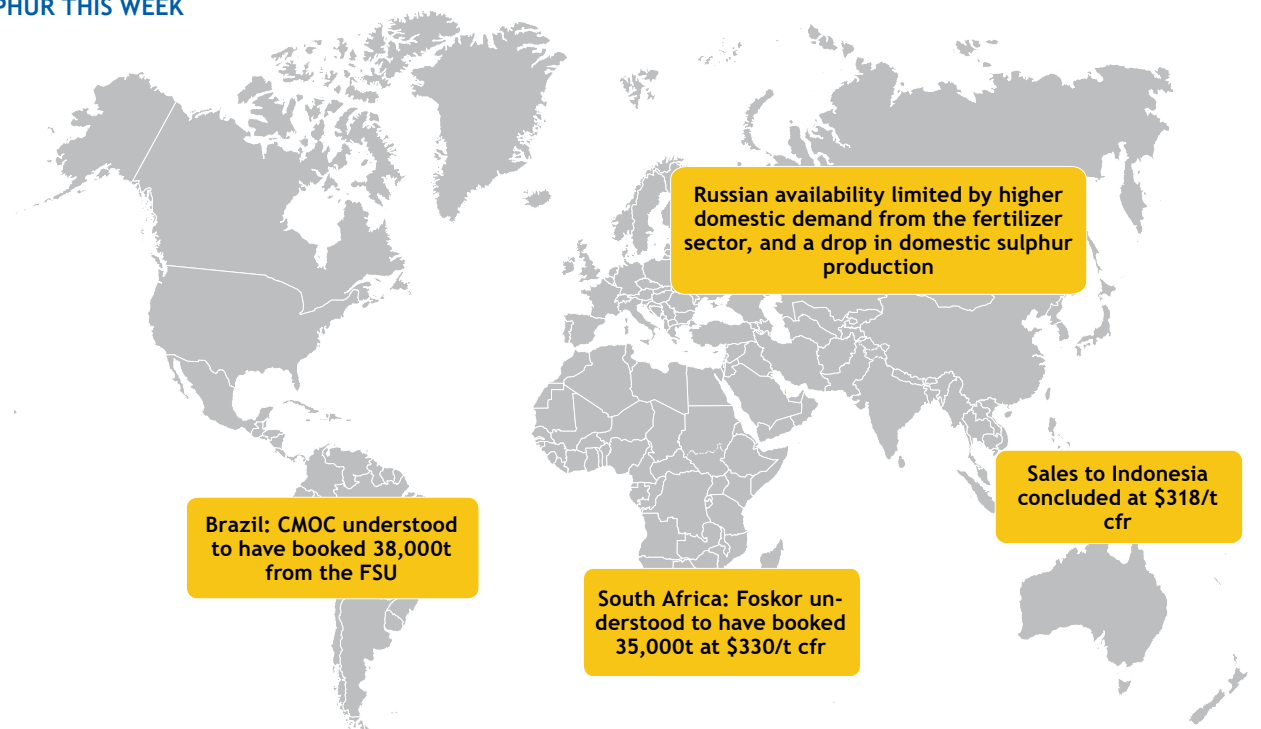 PHUR THIS WEEK
Russian availability limited by higher
domestic demand from the fertilizer
sector, and a drop in domestic sulphur
production
Sales to Indonesia
concluded at $318/t
cfr
Brazil: CMOC understood
to have booked 38,000t
from the FSU
South Africa: Foskor un-
derstood to have booked
35,000t at $330/t cfr